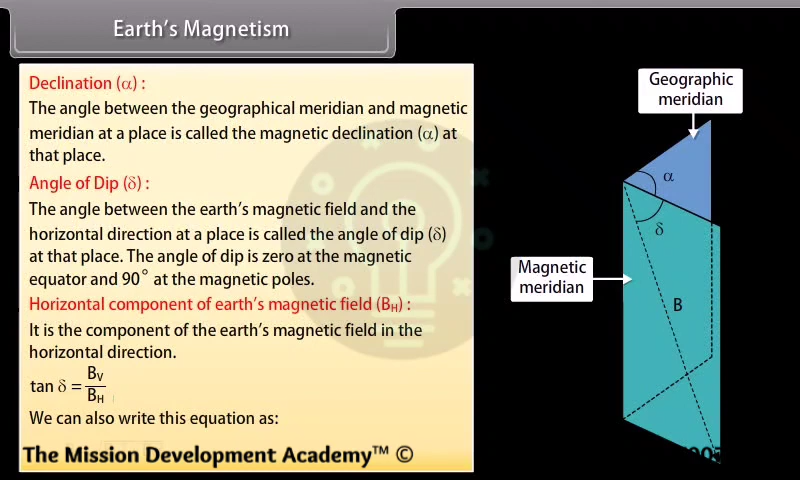 Earth's Magnetism
Declination (α) :
The angle between the geographical meridian and magnetic
meridian at a place is called the magnetic declination (α) at
that place.
Angle of Dip (δ) :
The angle between the earth's magnetic field and the
horizontal direction at a place is called the angle of dip (δ)
at that place. The angle of dip is zero at the magnetic
equator and 90° at the magnetic poles.
Horizontal component of earth's magnetic field (B_H) :
It is the component of the earth's magnetic field in the
horizontal direction.
tan δ = B_V / B_H
We can also write this equation as:
The Mission Development Academy™ ©
Geographic
meridian
α
δ
Magnetic
meridian
B